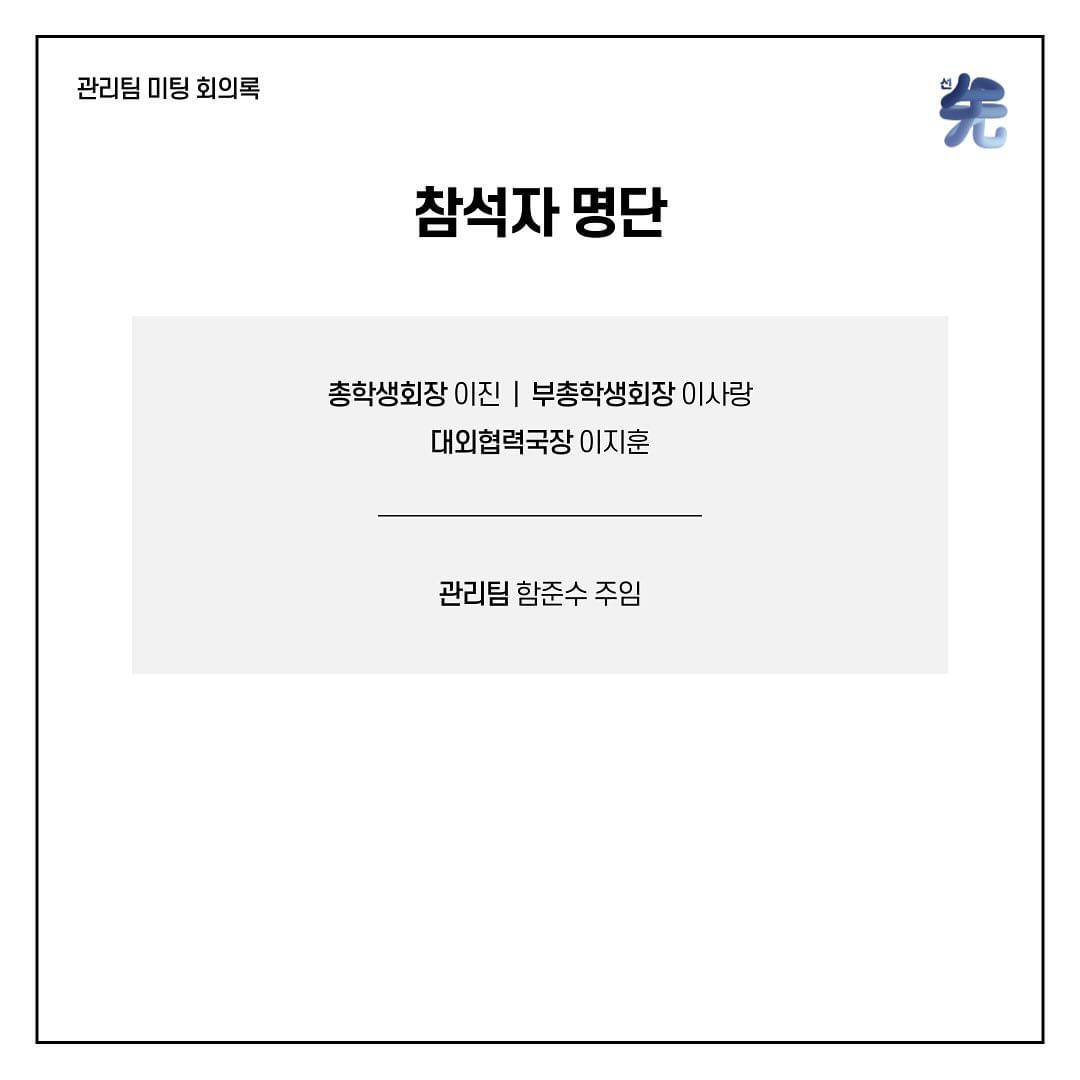 관리팀 미팅 회의록
선
先
참석자 명단
총학생회장 이진 | 부총학생회장 이사랑
대외협력국장 이지훈
관리팀 함준수 주임